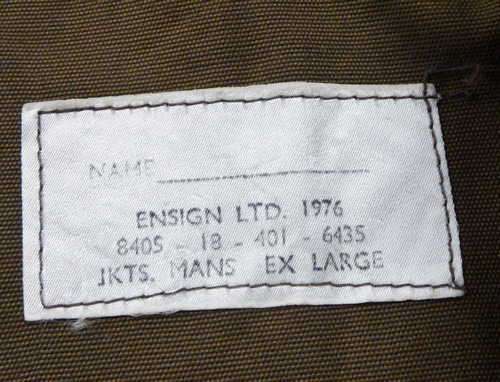 NAME
ENSIGN LTD. 1976
8405 - 18 - 401 - 6435
JKTS. MANS EX LARGE